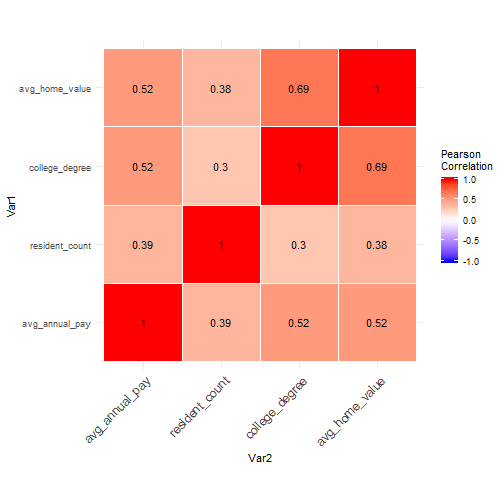 avg_home_value 0.52 0.38 0.69 1
college_degree 0.52 0.3 1 0.69
resident_count 0.39 1 0.3 0.38
avg_annual_pay 1 0.39 0.52 0.52
avg_annual_pay resident_count college_degree avg_home_value
Var2
Var1
Pearson
Correlation
1.0
0.5
0.0
-0.5
-1.0